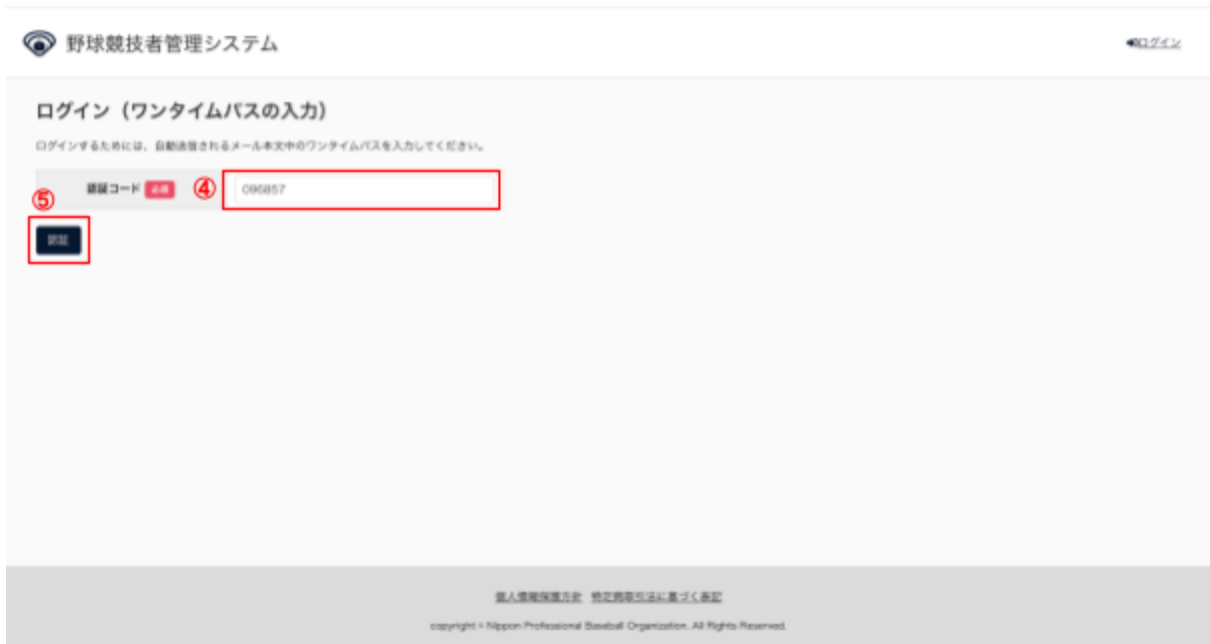 野球競技者管理システム
ログイン
ログイン（ワンタイムパスの入力）
ログインするためには、自動送信されるメール本文中のワンタイムパスを入力してください。
認証コード 必須 ④ 096857
⑤
認証
個人情報保護方針 特定商取引法に基づく表記
copyright © Nippon Professional Baseball Organization. All Rights Reserved.